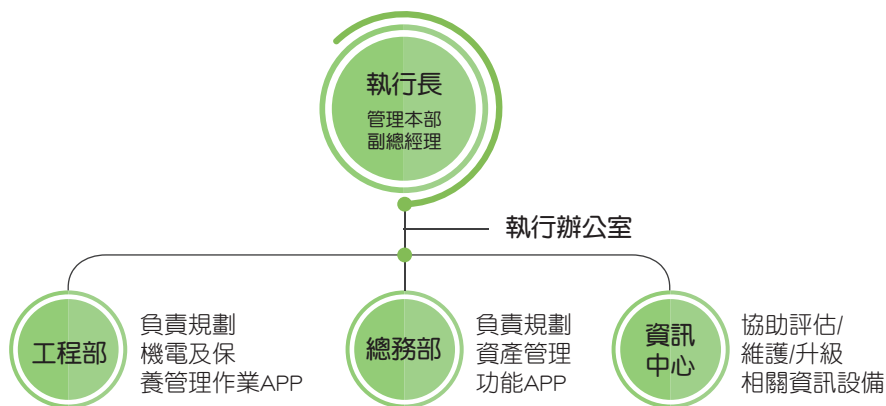 執行長
管理本部
副總經理
執行辦公室
工程部
負責規劃
機電及保
養管理作業APP
總務部
負責規劃
資產管理
功能APP
資訊
中心
協助評估/
維護/升級
相關資訊設備